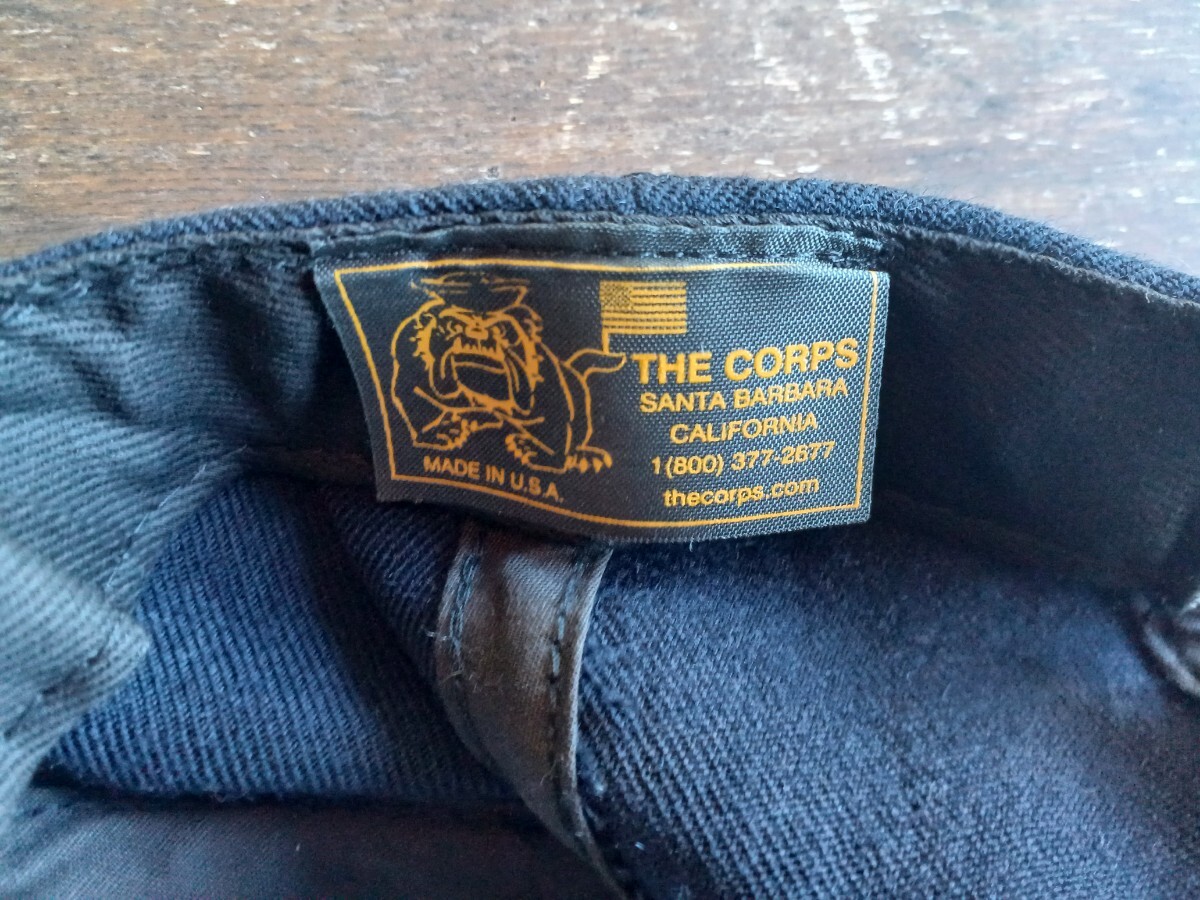 THE CORPS
SANTA BARBARA
CALIFORNIA
1(800) 377-2677
thecorps.com
MADE IN U.S.A.